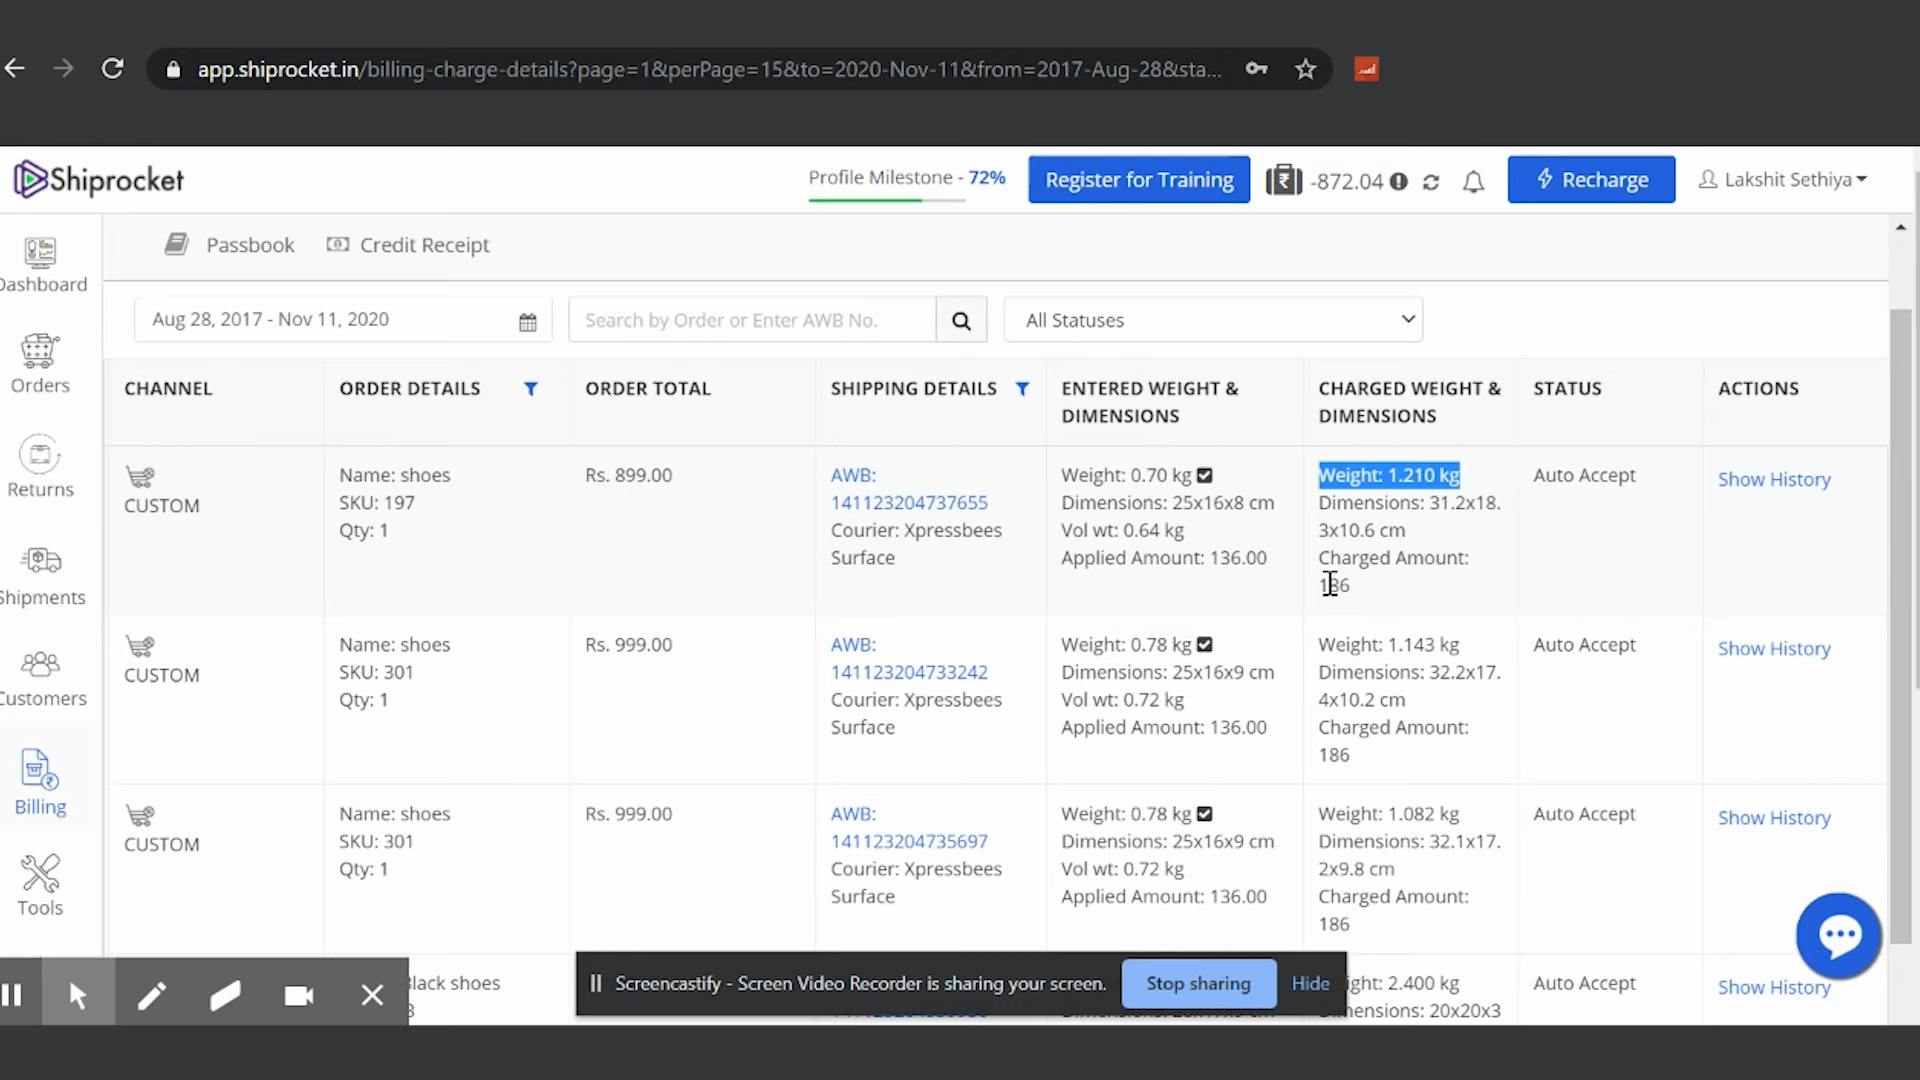 app.shiprocket.in/billing-charge-details?page=1&perPage=15&to=2020-Nov-11&from=2017-Aug-28&sta...
Shiprocket
Profile Milestone - 72%
Register for Training
-872.04
Recharge
Lakshit Sethiya
Passbook
Credit Receipt
Dashboard
Orders
Returns
Shipments
Customers
Billing
Tools
Aug 28, 2017 - Nov 11, 2020
Search by Order or Enter AWB No.
All Statuses
CHANNEL
ORDER DETAILS
ORDER TOTAL
SHIPPING DETAILS
ENTERED WEIGHT &
DIMENSIONS
CHARGED WEIGHT &
DIMENSIONS
STATUS
ACTIONS
CUSTOM
Name: shoes
SKU: 197
Qty: 1
Rs. 899.00
AWB:
141123204737655
Courier: Xpressbees
Surface
Weight: 0.70 kg
Dimensions: 25x16x8 cm
Vol wt: 0.64 kg
Applied Amount: 136.00
Weight: 1.210 kg
Dimensions: 31.2x18.
3x10.6 cm
Charged Amount:
186
Auto Accept
Show History
CUSTOM
Name: shoes
SKU: 301
Qty: 1
Rs. 999.00
AWB:
141123204733242
Courier: Xpressbees
Surface
Weight: 0.78 kg
Dimensions: 25x16x9 cm
Vol wt: 0.72 kg
Applied Amount: 136.00
Weight: 1.143 kg
Dimensions: 32.2x17.
4x10.2 cm
Charged Amount:
186
Auto Accept
Show History
CUSTOM
Name: shoes
SKU: 301
Qty: 1
Rs. 999.00
AWB:
141123204735697
Courier: Xpressbees
Surface
Weight: 0.78 kg
Dimensions: 25x16x9 cm
Vol wt: 0.72 kg
Applied Amount: 136.00
Weight: 1.082 kg
Dimensions: 32.1x17.
2x9.8 cm
Charged Amount:
186
Auto Accept
Show History
lack shoes
ight: 2.400 kg
mensions: 20x20x3
Auto Accept
Show History
Screencastify - Screen Video Recorder is sharing your screen.
Stop sharing
Hide